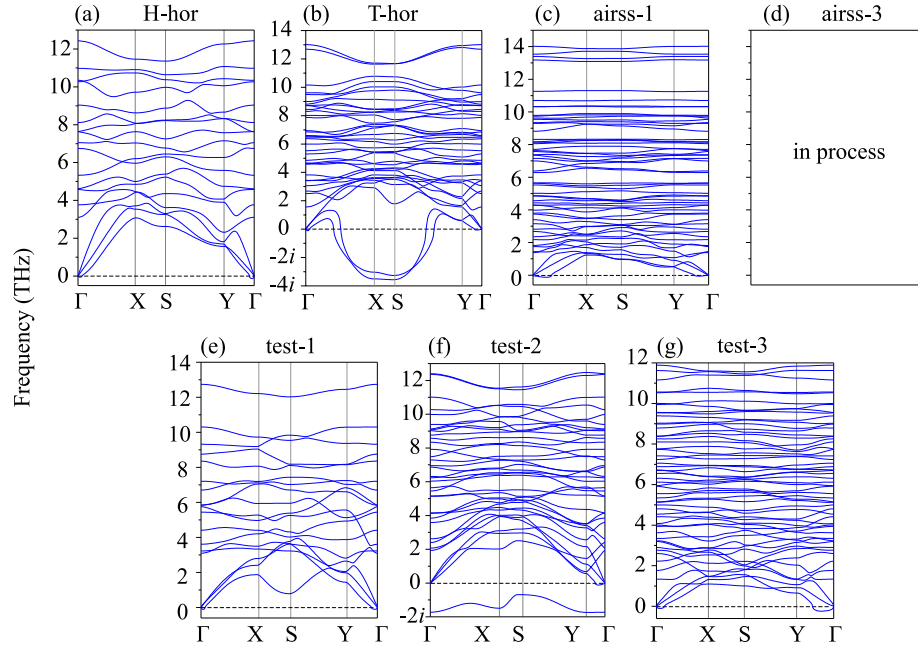 (a) H-hor
12
10
8
6
4
2
0
Γ X S Y Γ
(b) T-hor
14
12
10
8
6
4
2
0
-2i
-4i
Γ X S Y Γ
(c) airss-1
14
12
10
8
6
4
2
0
Γ X S Y Γ
(d) airss-3
in process
Γ X S Y Γ
Frequency (THz)
(e) test-1
14
12
10
8
6
4
2
0
Γ X S Y Γ
(f) test-2
12
10
8
6
4
2
0
-2i
Γ X S Y Γ
(g) test-3
12
10
8
6
4
2
0
Γ X S Y Γ